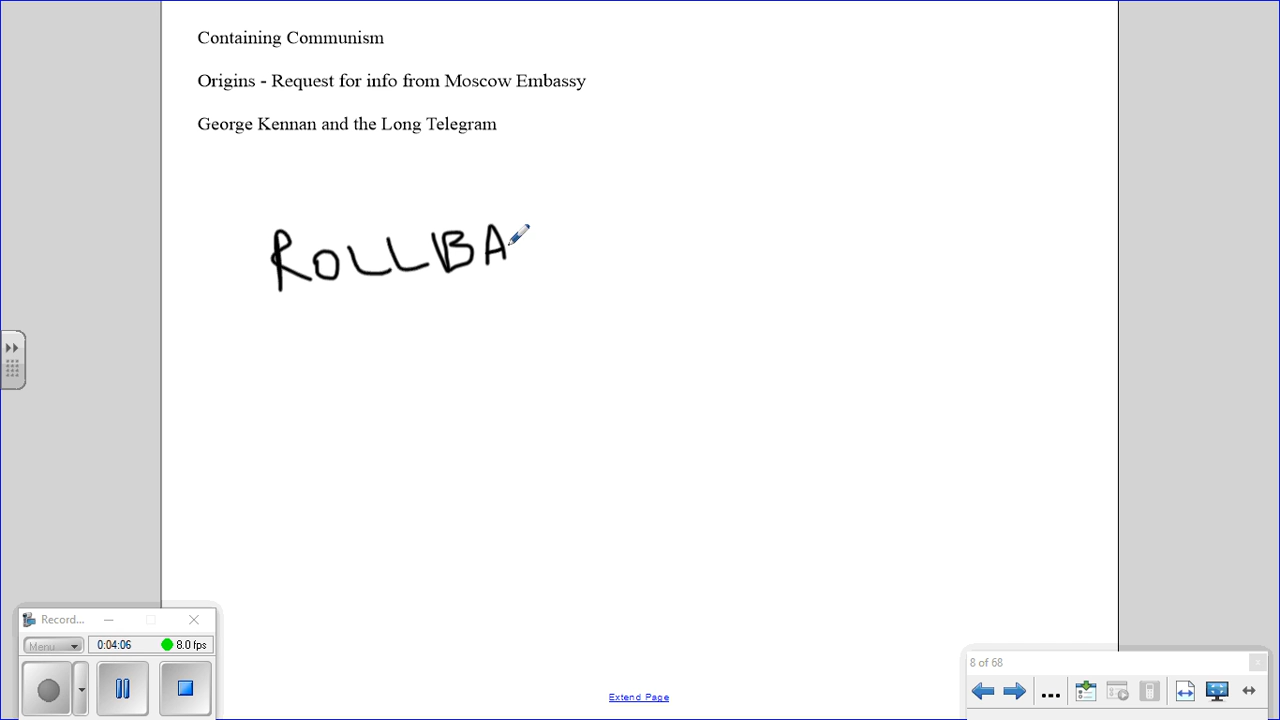 Containing Communism
Origins - Request for info from Moscow Embassy
George Kennan and the Long Telegram
ROLLBA
Record...
Menu
0:04:06
8.0 fps
8 of 68
Extend Page